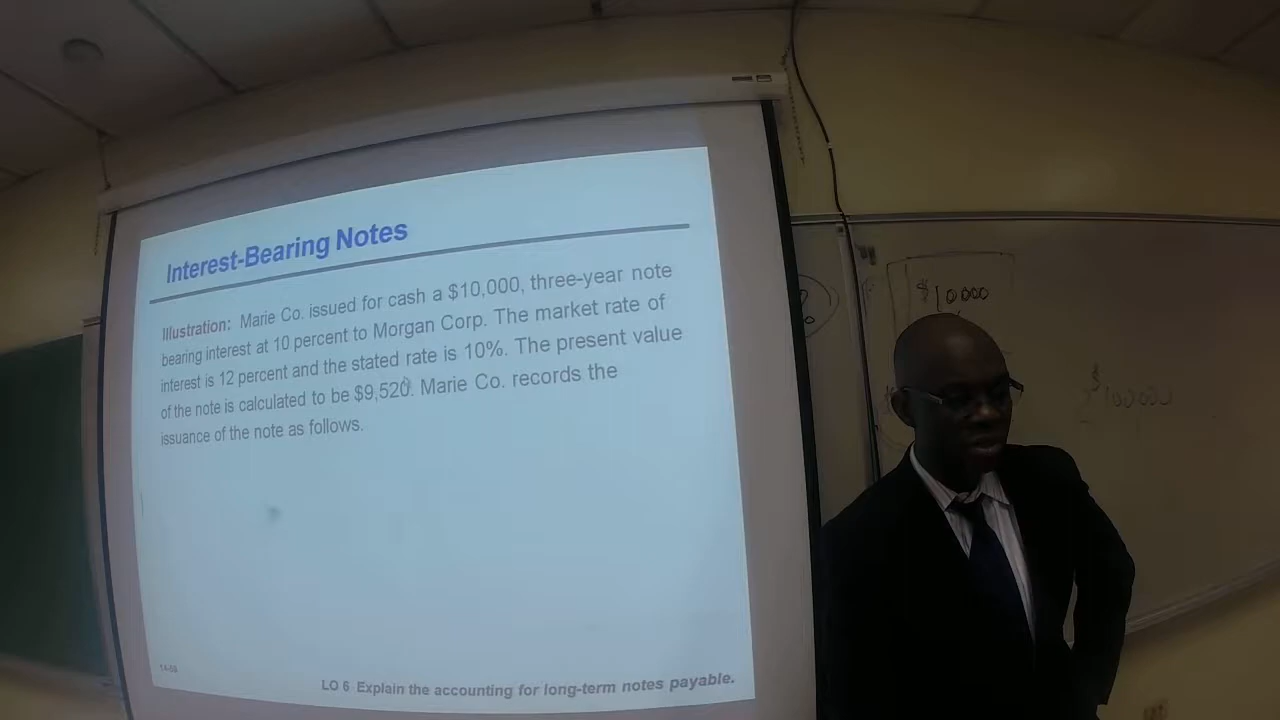 Interest-Bearing Notes
Illustration: Marie Co. issued for cash a $10,000, three-year note
bearing interest at 10 percent to Morgan Corp. The market rate of
interest is 12 percent and the stated rate is 10%. The present value
of the note is calculated to be $9,520. Marie Co. records the
issuance of the note as follows.
LO 6 Explain the accounting for long-term notes payable.
$10000
$100000